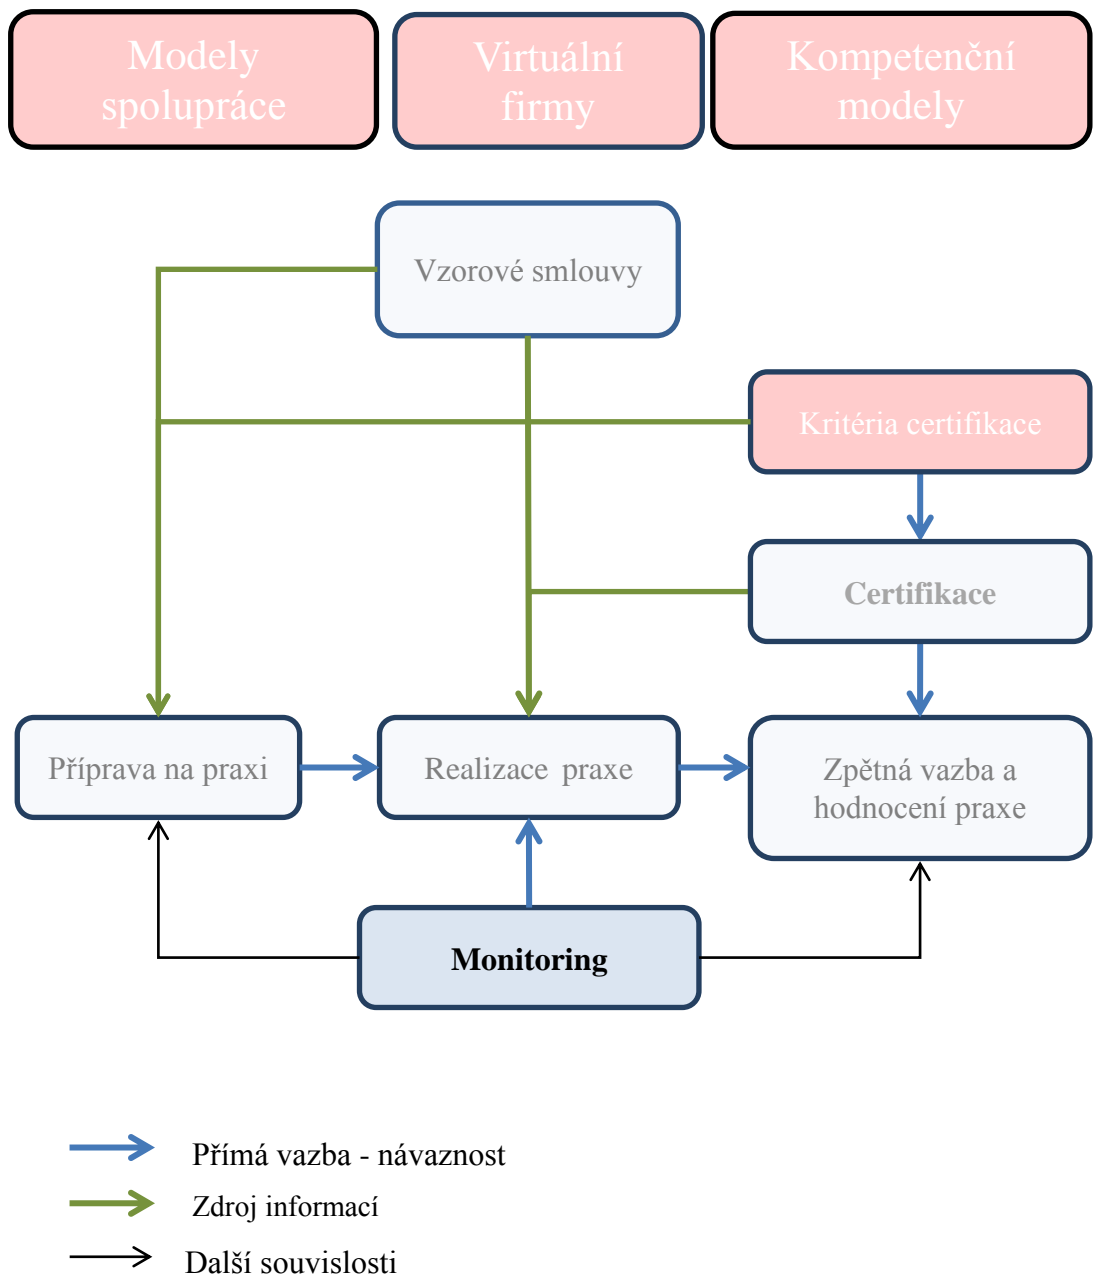 Modely
spolupráce
Virtuální
firmy
Kompetenční
modely
Vzorové smlouvy
Kritéria certifikace
Certifikace
Příprava na praxi
Realizace praxe
Zpětná vazba a
hodnocení praxe
Monitoring
Přímá vazba - návaznost
Zdroj informací
Další souvislosti